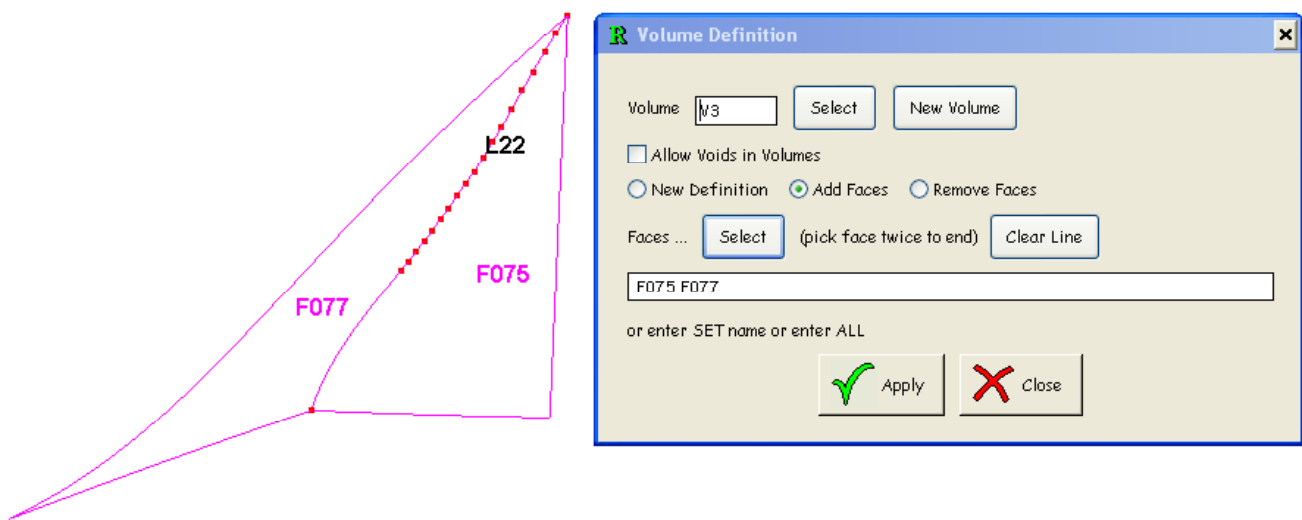 L22
F075
F077
R Volume Definition
Volume V3 Select New Volume
Allow Voids in Volumes
New Definition Add Faces Remove Faces
Faces ... Select (pick face twice to end) Clear Line
F075 F077
or enter SET name or enter ALL
Apply Close